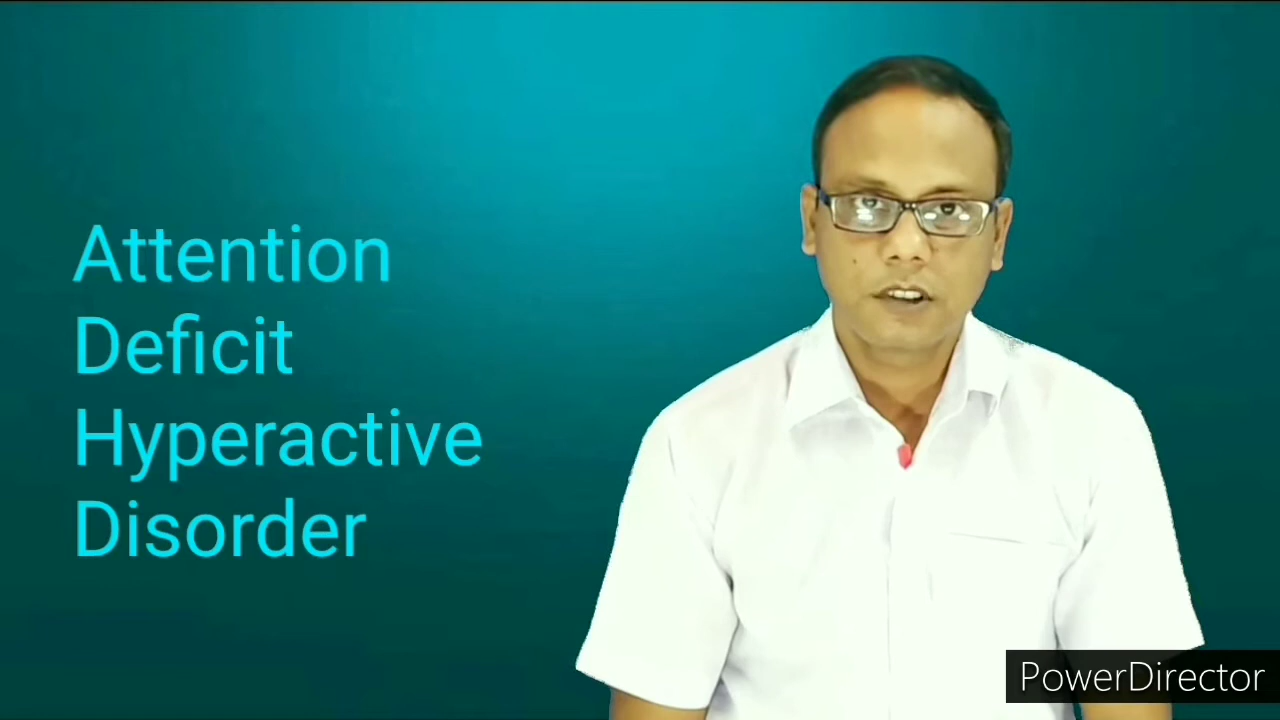 Attention
Deficit
Hyperactive
Disorder
PowerDirector